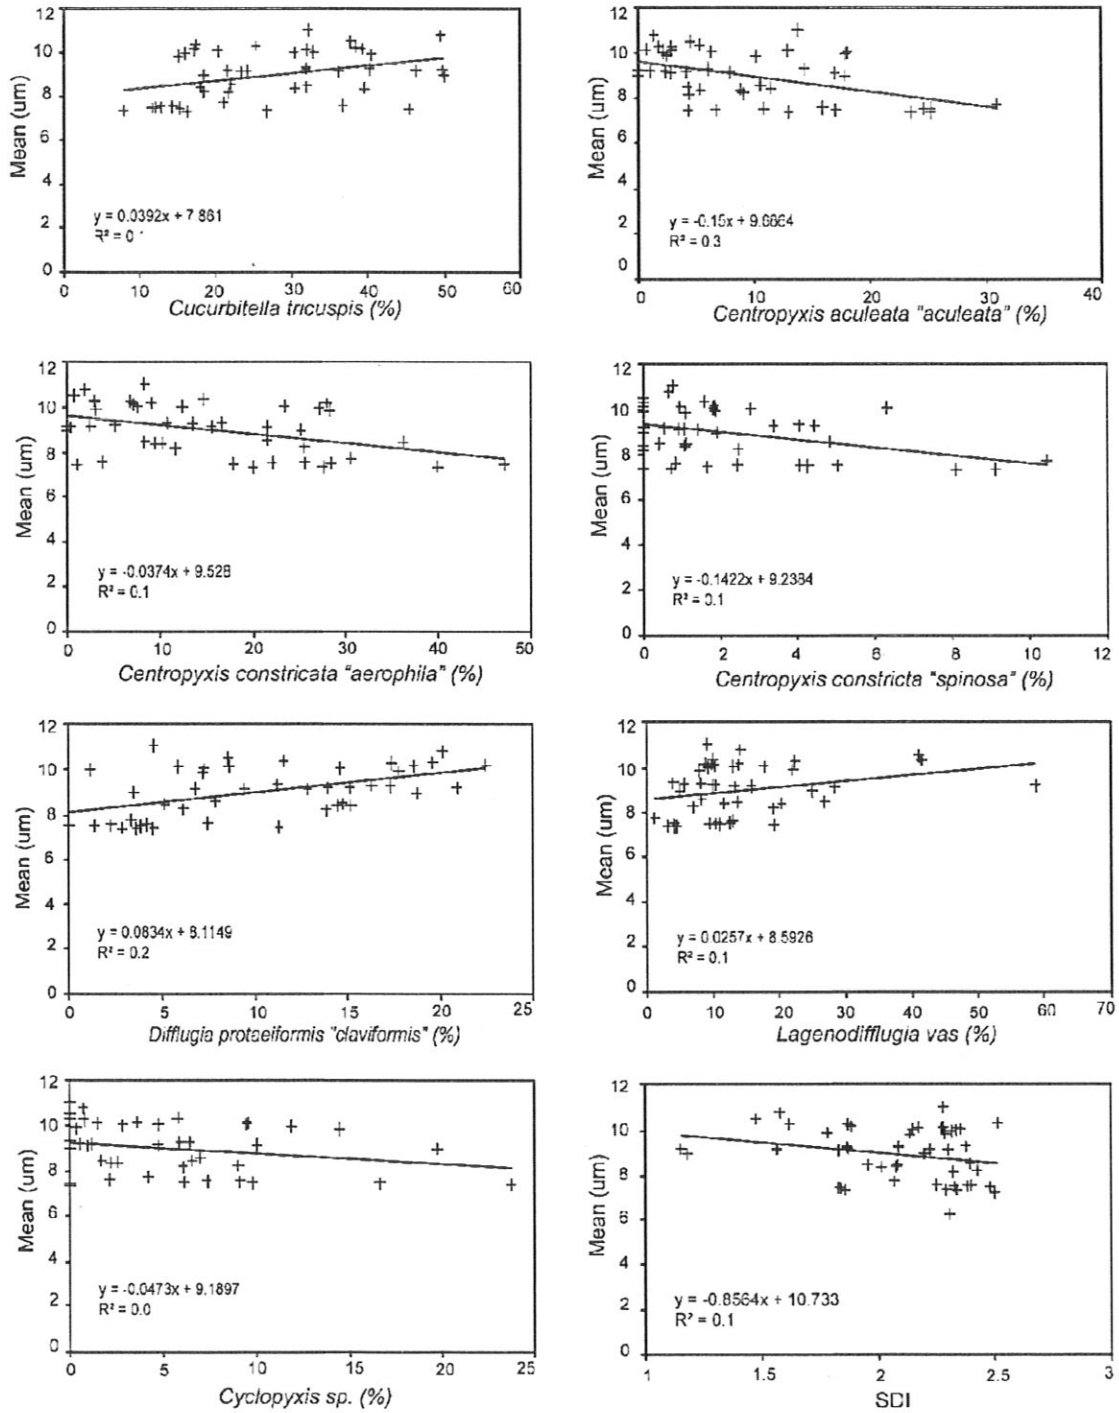 12
10
8
6
4
2
0
Mean (um)
y = 0.0392x + 7.861
R² = 0.1
0 10 20 30 40 50 60
Cucurbitella tricuspis (%)
12
10
8
6
4
2
0
Mean (um)
y = -0.15x + 9.6864
R² = 0.3
0 10 20 30 40
Centropyxis aculeata "aculeata" (%)
12
10
8
6
4
2
0
Mean (um)
y = -0.0374x + 9.528
R² = 0.1
0 10 20 30 40 50
Centropyxis constricata "aerophila" (%)
12
10
8
6
4
2
0
Mean (um)
y = -0.1422x + 9.2384
R² = 0.1
0 2 4 6 8 10 12
Centropyxis constricta "spinosa" (%)
12
10
8
6
4
2
0
Mean (um)
y = 0.0834x + 8.1149
R² = 0.2
0 5 10 15 20 25
Difflugia protaeiformis "claviformis" (%)
12
10
8
6
4
2
0
Mean (um)
y = 0.0257x + 8.5926
R² = 0.1
0 10 20 30 40 50 60 70
Lagenodifflugia vas (%)
12
10
8
6
4
2
0
Mean (um)
y = -0.0473x + 9.1897
R² = 0.0
0 5 10 15 20 25
Cyclopyxis sp. (%)
12
10
8
6
4
2
0
Mean (um)
y = -0.8564x + 10.733
R² = 0.1
1 1.5 2 2.5 3
SDI